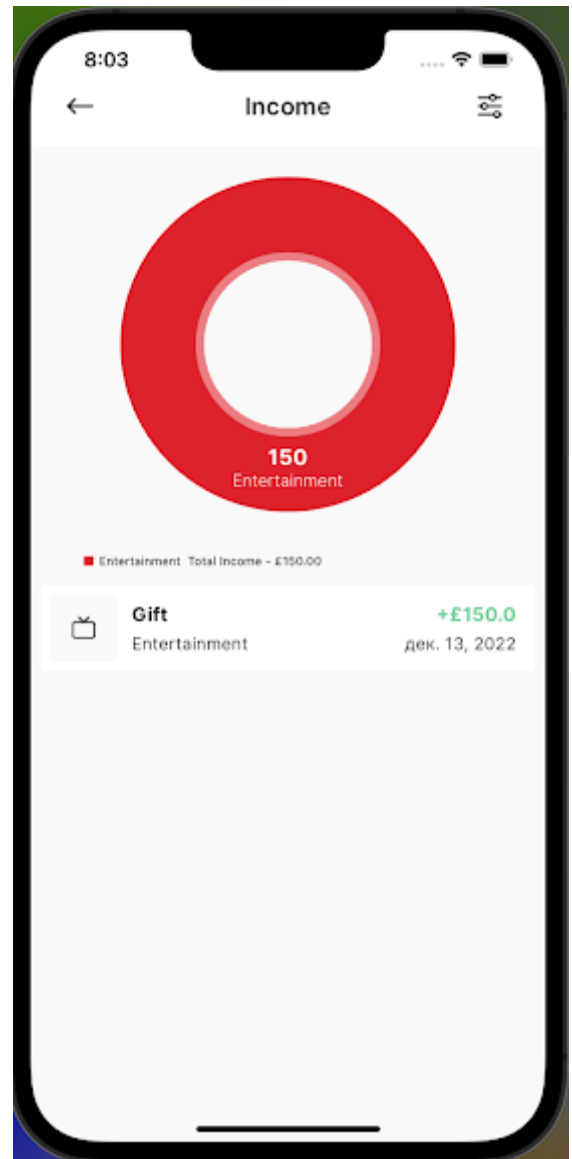 8:03
Income
150
Entertainment
Entertainment Total Income - £150.00
Gift +£150.0
Entertainment дек. 13, 2022